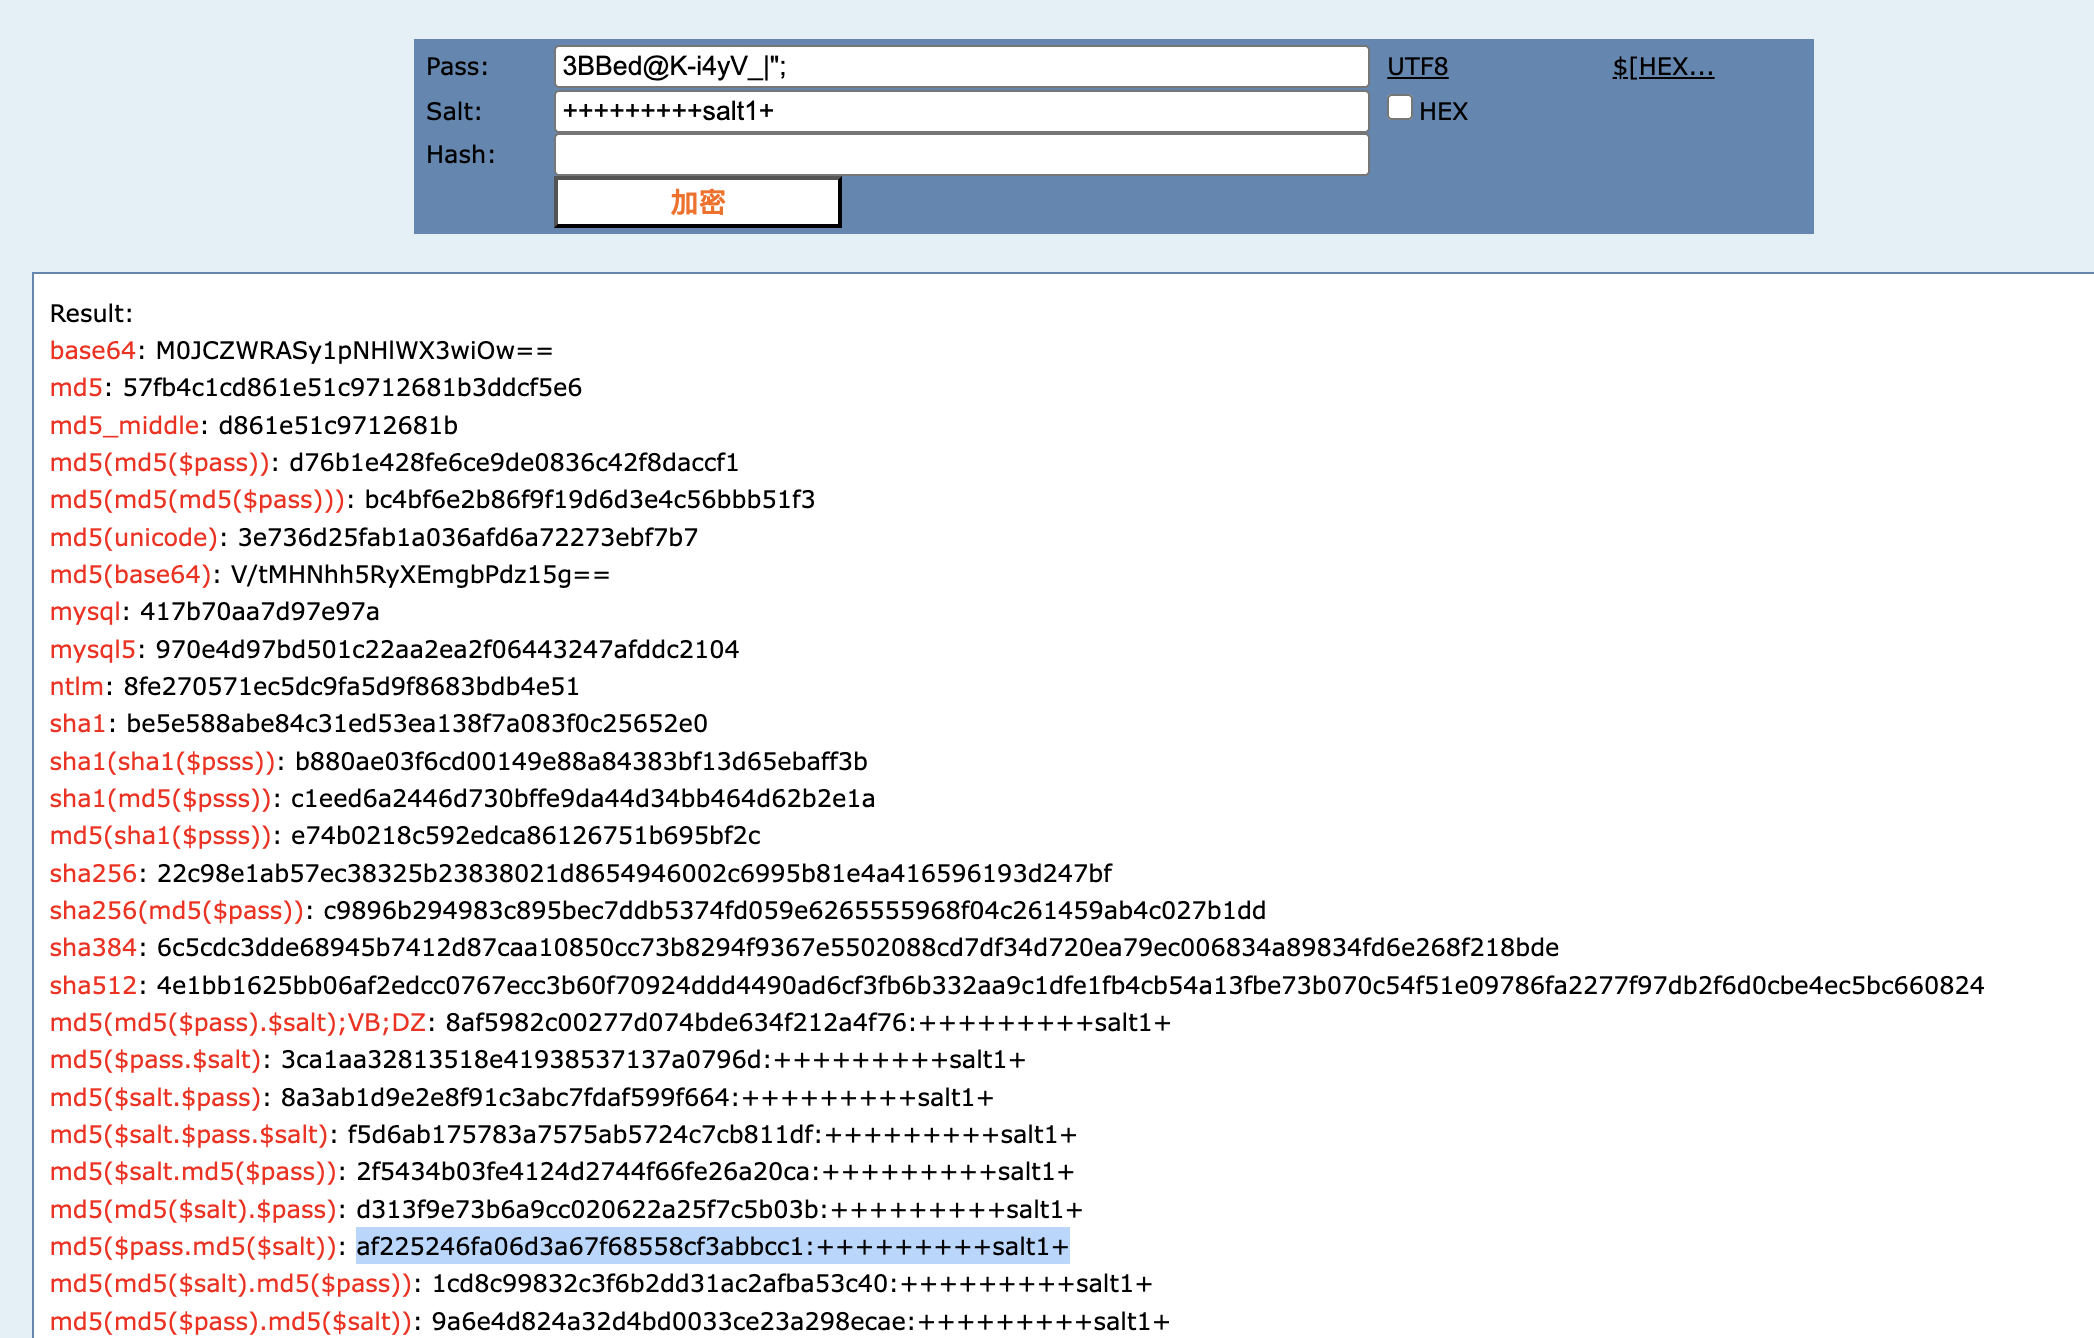 Pass: 3BBed@K-i4yV_|"; UTF8 $[HEX...
Salt: +++++++++salt1+ HEX
Hash:
加密
Result:
base64: M0JCZWRASy1pNHlWX3wiOw==
md5: 57fb4c1cd861e51c9712681b3ddcf5e6
md5_middle: d861e51c9712681b
md5(md5($pass)): d76b1e428fe6ce9de0836c42f8daccf1
md5(md5(md5($pass))): bc4bf6e2b86f9f19d6d3e4c56bbb51f3
md5(unicode): 3e736d25fab1a036afd6a72273ebf7b7
md5(base64): V/tMHNhh5RyXEmgbPdz15g==
mysql: 417b70aa7d97e97a
mysql5: 970e4d97bd501c22aa2ea2f06443247afddc2104
ntlm: 8fe270571ec5dc9fa5d9f8683bdb4e51
sha1: be5e588abe84c31ed53ea138f7a083f0c25652e0
sha1(sha1($psss)): b880ae03f6cd00149e88a84383bf13d65ebaff3b
sha1(md5($psss)): c1eed6a2446d730bffe9da44d34bb464d62b2e1a
md5(sha1($psss)): e74b0218c592edca86126751b695bf2c
sha256: 22c98e1ab57ec38325b23838021d8654946002c6995b81e4a416596193d247bf
sha256(md5($pass)): c9896b294983c895bec7ddb5374fd059e6265555968f04c261459ab4c027b1dd
sha384: 6c5cdc3dde68945b7412d87caa10850cc73b8294f9367e5502088cd7df34d720ea79ec006834a89834fd6e268f218bde
sha512: 4e1bb1625bb06af2edcc0767ecc3b60f70924ddd4490ad6cf3fb6b332aa9c1dfe1fb4cb54a13fbe73b070c54f51e09786fa2277f97db2f6d0cbe4ec5bc660824
md5(md5($pass).$salt);VB;DZ: 8af5982c00277d074bde634f212a4f76:+++++++++salt1+
md5($pass.$salt): 3ca1aa32813518e41938537137a0796d:+++++++++salt1+
md5($salt.$pass): 8a3ab1d9e2e8f91c3abc7fdaf599f664:+++++++++salt1+
md5($salt.$pass.$salt): f5d6ab175783a7575ab5724c7cb811df:+++++++++salt1+
md5($salt.md5($pass)): 2f5434b03fe4124d2744f66fe26a20ca:+++++++++salt1+
md5(md5($salt).$pass): d313f9e73b6a9cc020622a25f7c5b03b:+++++++++salt1+
md5($pass.md5($salt)): af225246fa06d3a67f68558cf3abbcc1:+++++++++salt1+
md5(md5($salt).md5($pass)): 1cd8c99832c3f6b2dd31ac2afba53c40:+++++++++salt1+
md5(md5($pass).md5($salt)): 9a6e4d824a32d4bd0033ce23a298ecae:+++++++++salt1+